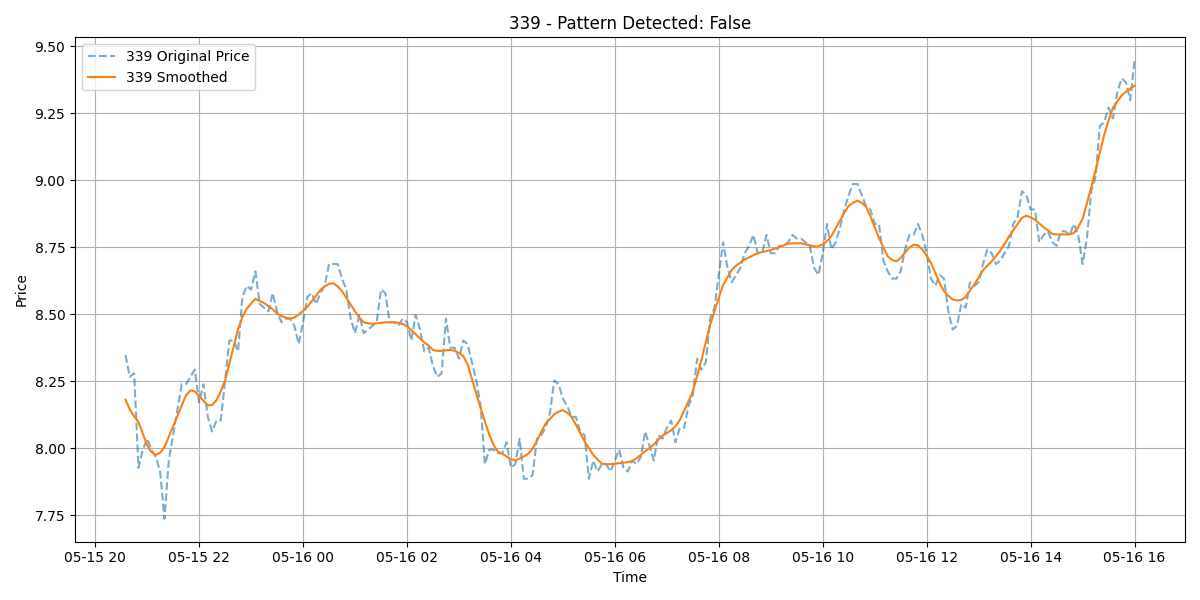 339 - Pattern Detected: False
339 Original Price
339 Smoothed
Price
9.50
9.25
9.00
8.75
8.50
8.25
8.00
7.75
05-15 20 05-15 22 05-16 00 05-16 02 05-16 04 05-16 06 05-16 08 05-16 10 05-16 12 05-16 14 05-16 16
Time